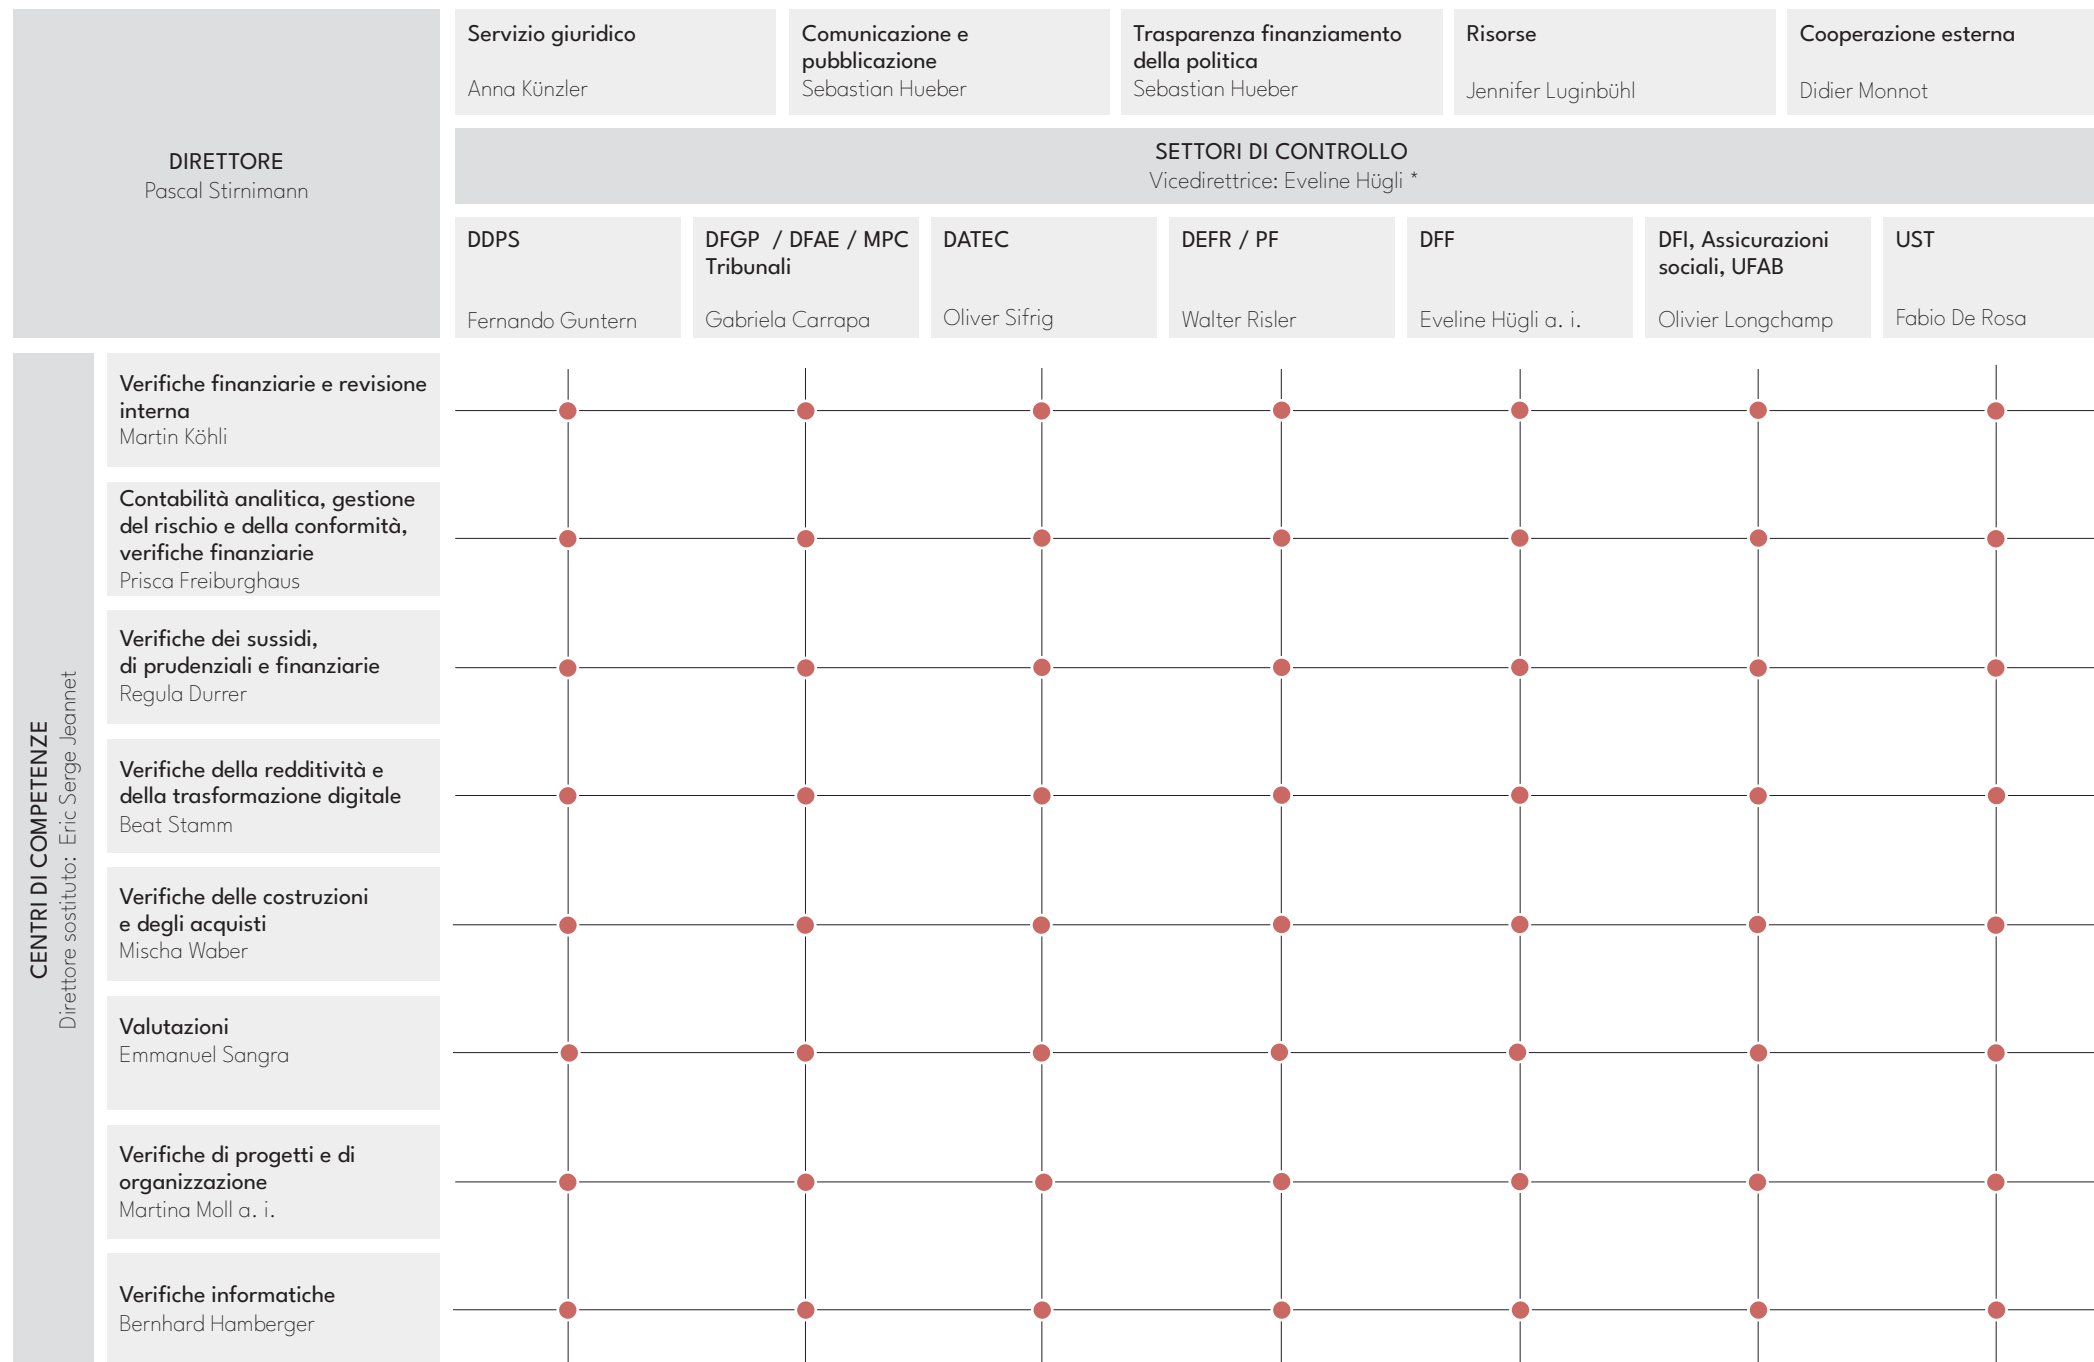 Servizio giuridico
Anna Künzler
Comunicazione e
pubblicazione
Sebastian Hueber
Trasparenza finanziamento
della politica
Sebastian Hueber
Risorse
Jennifer Luginbühl
Cooperazione esterna
Didier Monnot
DIRETTORE
Pascal Stirnimann
SETTORI DI CONTROLLO
Vicedirettrice: Eveline Hügli *
DDPS
Fernando Guntern
DFGP / DFAE / MPC
Tribunali
Gabriela Carrapa
DATEC
Oliver Sifrig
DEFR / PF
Walter Risler
DFF
Eveline Hügli a. i.
DFI, Assicurazioni
sociali, UFAB
Olivier Longchamp
UST
Fabio De Rosa
CENTRI DI COMPETENZE
Direttore sostituto: Eric Serge Jeannet
Verifiche finanziarie e revisione
interna
Martin Köhli
Contabilità analitica, gestione
del rischio e della conformità,
verifiche finanziarie
Prisca Freiburghaus
Verifiche dei sussidi,
di prudenziali e finanziarie
Regula Durrer
Verifiche della redditività e
della trasformazione digitale
Beat Stamm
Verifiche delle costruzioni
e degli acquisti
Mischa Waber
Valutazioni
Emmanuel Sangra
Verifiche di progetti e di
organizzazione
Martina Moll a. i.
Verifiche informatiche
Bernhard Hamberger